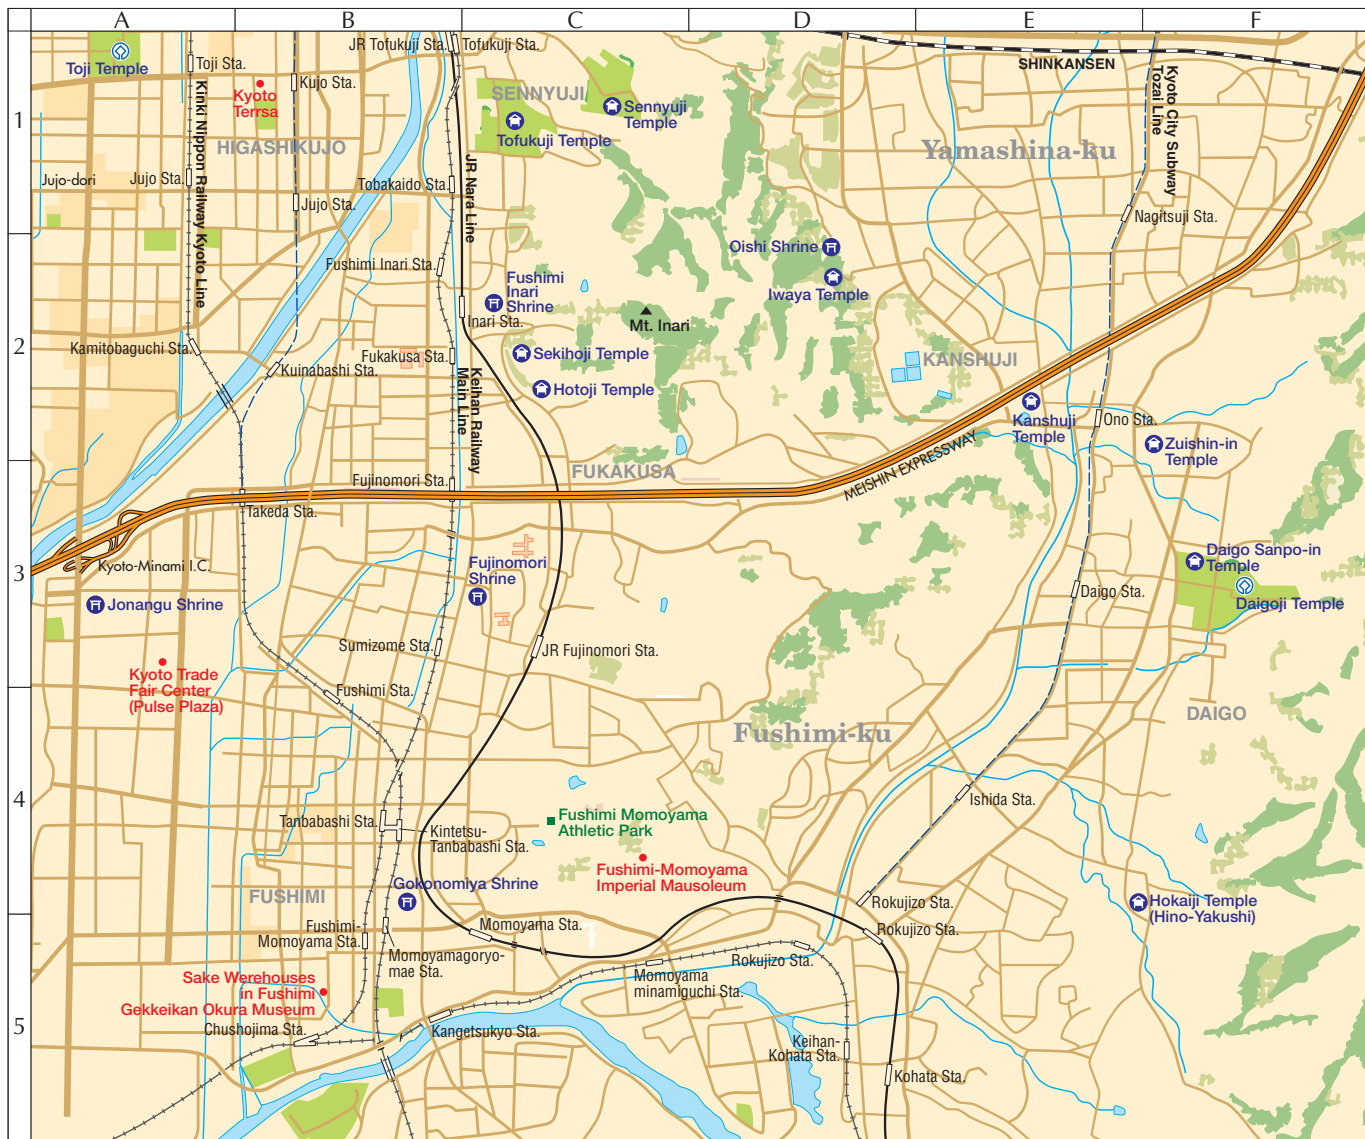 A
B
C
D
E
F
1
2
3
4
5
Toji Temple
Toji Sta.
Kyoto
Terrsa
Kujo Sta.
JR Tofukuji Sta.
Tofukuji Sta.
SENNYUJI
Sennyuji
Temple
Tofukuji Temple
SHINKANSEN
Kyoto City Subway
Tozai Line
Yamashina-ku
HIGASHIKUJO
Kinki Nippon Railway Kyoto Line
Jujo-dori
Jujo Sta.
Jujo Sta.
Tobakaido Sta.
JR Nara Line
Nagitsuji Sta.
Oishi Shrine
Iwaya Temple
Fushimi Inari Sta.
Fushimi
Inari
Shrine
Inari Sta.
Mt. Inari
Kamitobaguchi Sta.
Kuinabashi Sta.
Fukakusa Sta.
Sekihoji Temple
Hotoji Temple
Keihan Railway
Main Line
KANSHUJI
Kanshuji
Temple
Ono Sta.
Zuishin-in
Temple
MEISHIN EXPRESSWAY
FUKAKUSA
Fujinomori Sta.
Takeda Sta.
Kyoto-Minami I.C.
Fujinomori
Shrine
Daigo Sanpo-in
Temple
Daigoji Temple
Daigo Sta.
Jonangu Shrine
Sumizome Sta.
JR Fujinomori Sta.
Kyoto Trade
Fair Center
(Pulse Plaza)
Fushimi Sta.
Fushimi-ku
DAIGO
Ishida Sta.
Tanbabashi Sta.
Kintetsu-
Tanbabashi Sta.
Fushimi Momoyama
Athletic Park
Fushimi-Momoyama
Imperial Mausoleum
Gokonomiya Shrine
FUSHIMI
Rokujizo Sta.
Hokaiji Temple
(Hino-Yakushi)
Fushimi-
Momoyama Sta.
Momoyama Sta.
Rokujizo Sta.
Momoyamagoryo-
mae Sta.
Rokujizo Sta.
Momoyama
minamiguchi Sta.
Sake Werehouses
in Fushimi
Gekkeikan Okura Museum
Chushojima Sta.
Kangetsukyo Sta.
Keihan-
Kohata Sta.
Kohata Sta.